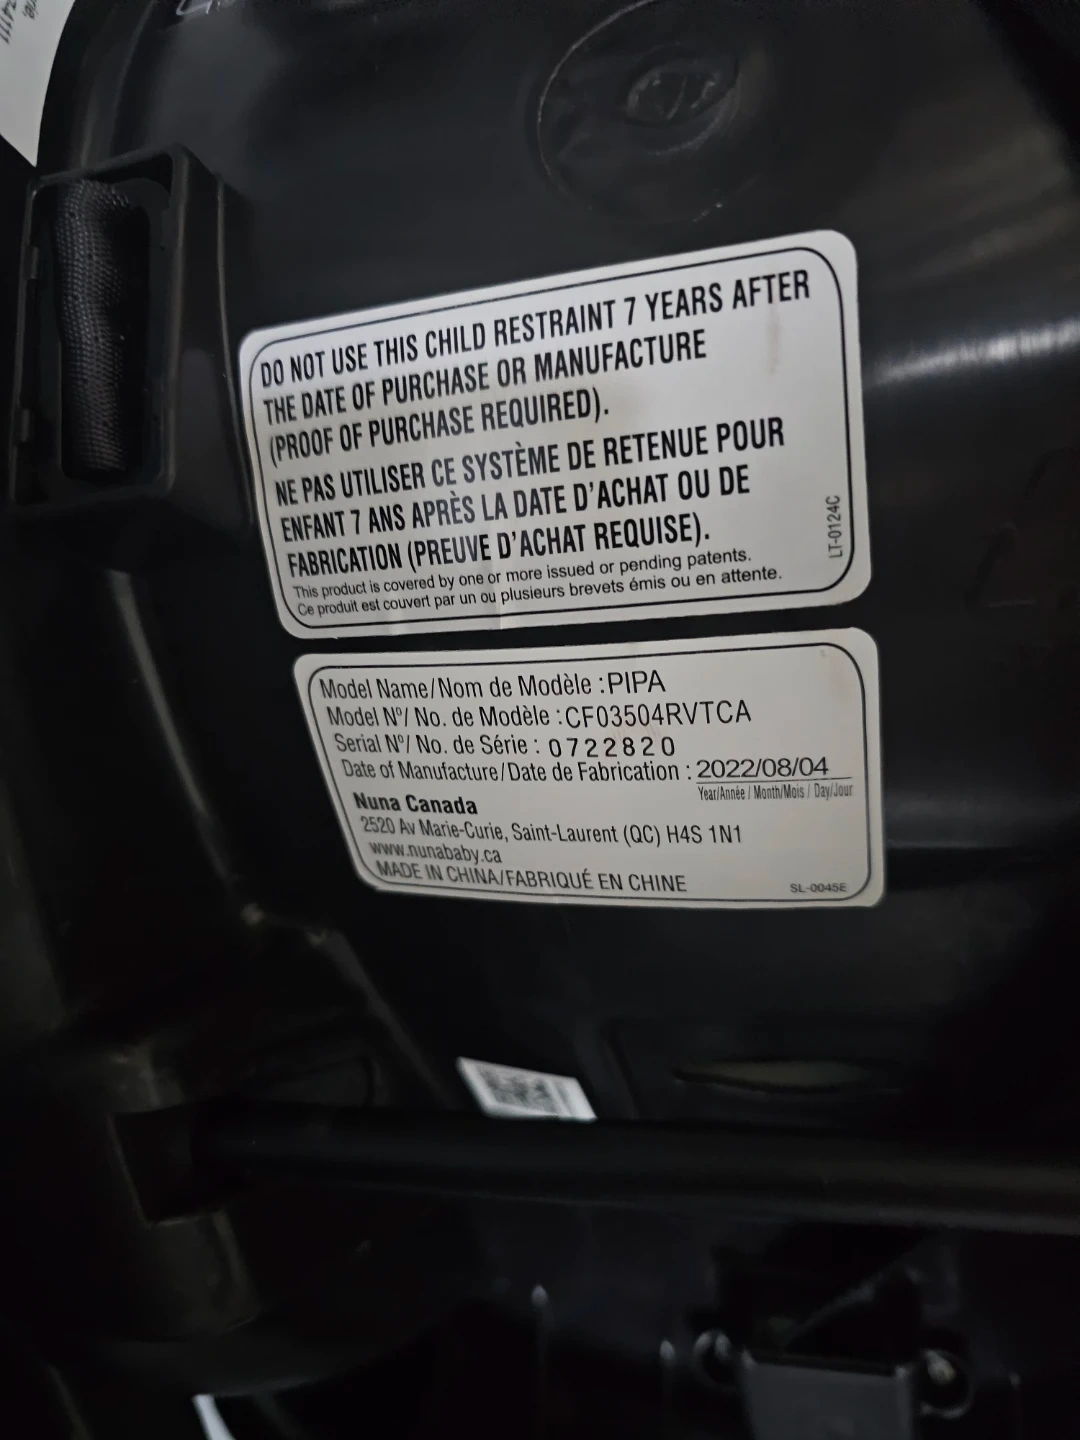 DO NOT USE THIS CHILD RESTRAINT 7 YEARS AFTER
THE DATE OF PURCHASE OR MANUFACTURE
(PROOF OF PURCHASE REQUIRED).
NE PAS UTILISER CE SYSTÈME DE RETENUE POUR
ENFANT 7 ANS APRÈS LA DATE D'ACHAT OU DE
FABRICATION (PREUVE D'ACHAT REQUISE).
This product is covered by one or more issued or pending patents.
Ce produit est couvert par un ou plusieurs brevets émis ou en attente.
LT-0124C
Model Name/Nom de Modèle :PIPA
Model Nº/ No. de Modèle :CF03504RVTCA
Serial Nº/ No. de Série : 0722820
Date of Manufacture/Date de Fabrication : 2022/08/04
Year/Année / Month/Mois / Day/Jour
Nuna Canada
2520 Av Marie-Curie, Saint-Laurent (QC) H4S 1N1
www.nunababy.ca
MADE IN CHINA/FABRIQUÉ EN CHINE
SL-0045E